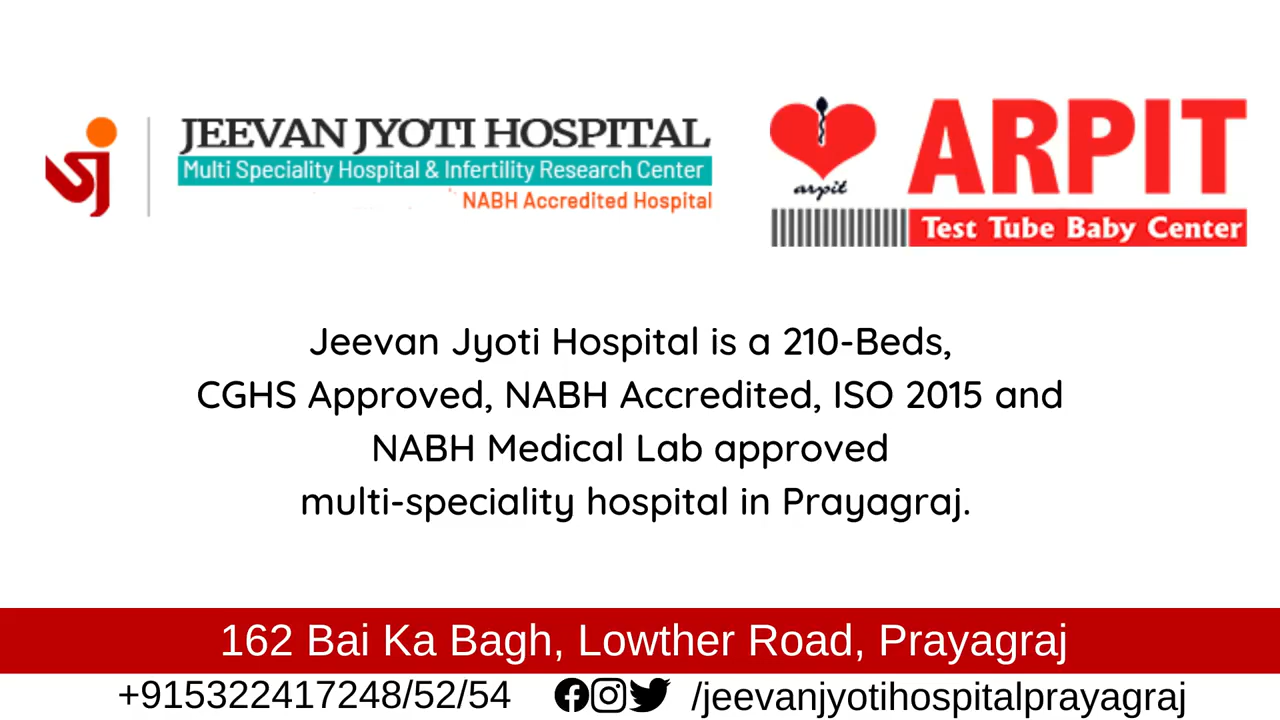 JEEVAN JYOTI HOSPITAL
Multi Speciality Hospital & Infertility Research Center
NABH Accredited Hospital
arpit
ARPIT
Test Tube Baby Center
Jeevan Jyoti Hospital is a 210-Beds,
CGHS Approved, NABH Accredited, ISO 2015 and
NABH Medical Lab approved
multi-speciality hospital in Prayagraj.
162 Bai Ka Bagh, Lowther Road, Prayagraj
+915322417248/52/54 /jeevanjyotihospitalprayagraj